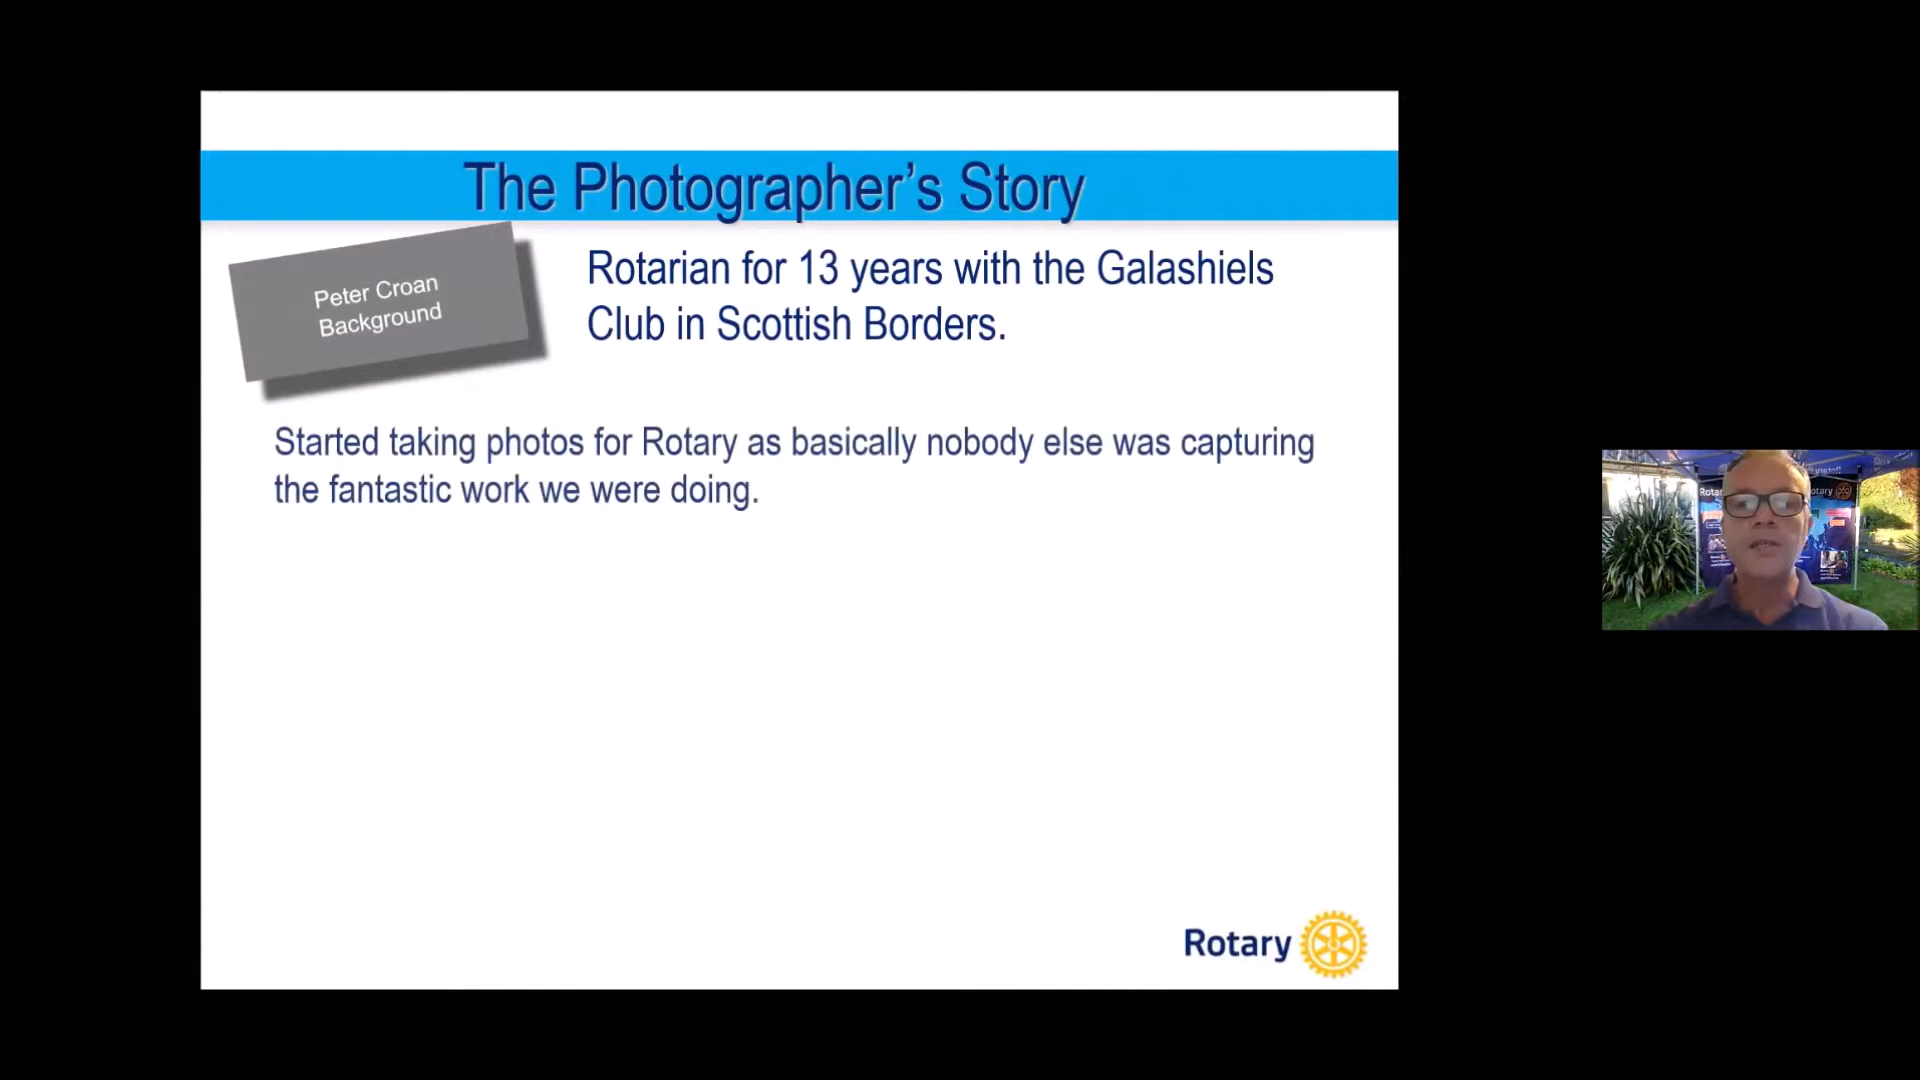 The Photographer’s Story
Peter Croan
Background
Rotarian for 13 years with the Galashiels
Club in Scottish Borders.
Started taking photos for Rotary as basically nobody else was capturing
the fantastic work we were doing.
Rotary